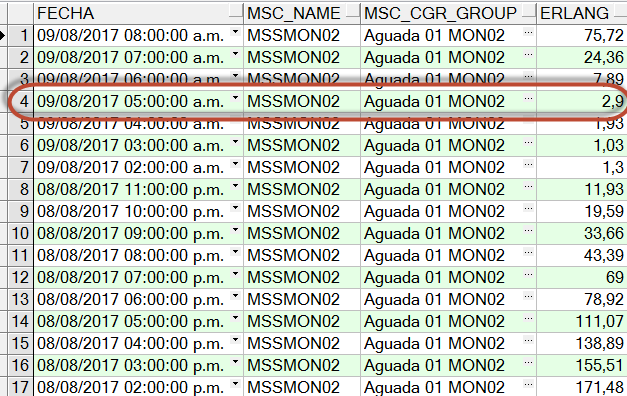 FECHA MSC_NAME MSC_CGR_GROUP ERLANG
1 09/08/2017 08:00:00 a.m. MSSMON02 Aguada 01 MON02 ... 75,72
2 09/08/2017 07:00:00 a.m. MSSMON02 Aguada 01 MON02 ... 24,36
3 09/08/2017 06:00:00 a.m. MSSMON02 Aguada 01 MON02 ... 7,89
4 09/08/2017 05:00:00 a.m. MSSMON02 Aguada 01 MON02 ... 2,9
5 09/08/2017 04:00:00 a.m. MSSMON02 Aguada 01 MON02 ... 1,93
6 09/08/2017 03:00:00 a.m. MSSMON02 Aguada 01 MON02 ... 1,03
7 09/08/2017 02:00:00 a.m. MSSMON02 Aguada 01 MON02 ... 1,3
8 08/08/2017 11:00:00 p.m. MSSMON02 Aguada 01 MON02 ... 11,93
9 08/08/2017 10:00:00 p.m. MSSMON02 Aguada 01 MON02 ... 19,59
10 08/08/2017 09:00:00 p.m. MSSMON02 Aguada 01 MON02 ... 33,66
11 08/08/2017 08:00:00 p.m. MSSMON02 Aguada 01 MON02 ... 43,39
12 08/08/2017 07:00:00 p.m. MSSMON02 Aguada 01 MON02 ... 69
13 08/08/2017 06:00:00 p.m. MSSMON02 Aguada 01 MON02 ... 78,92
14 08/08/2017 05:00:00 p.m. MSSMON02 Aguada 01 MON02 ... 111,07
15 08/08/2017 04:00:00 p.m. MSSMON02 Aguada 01 MON02 ... 138,89
16 08/08/2017 03:00:00 p.m. MSSMON02 Aguada 01 MON02 ... 155,51
17 08/08/2017 02:00:00 p.m. MSSMON02 Aguada 01 MON02 ... 171,48